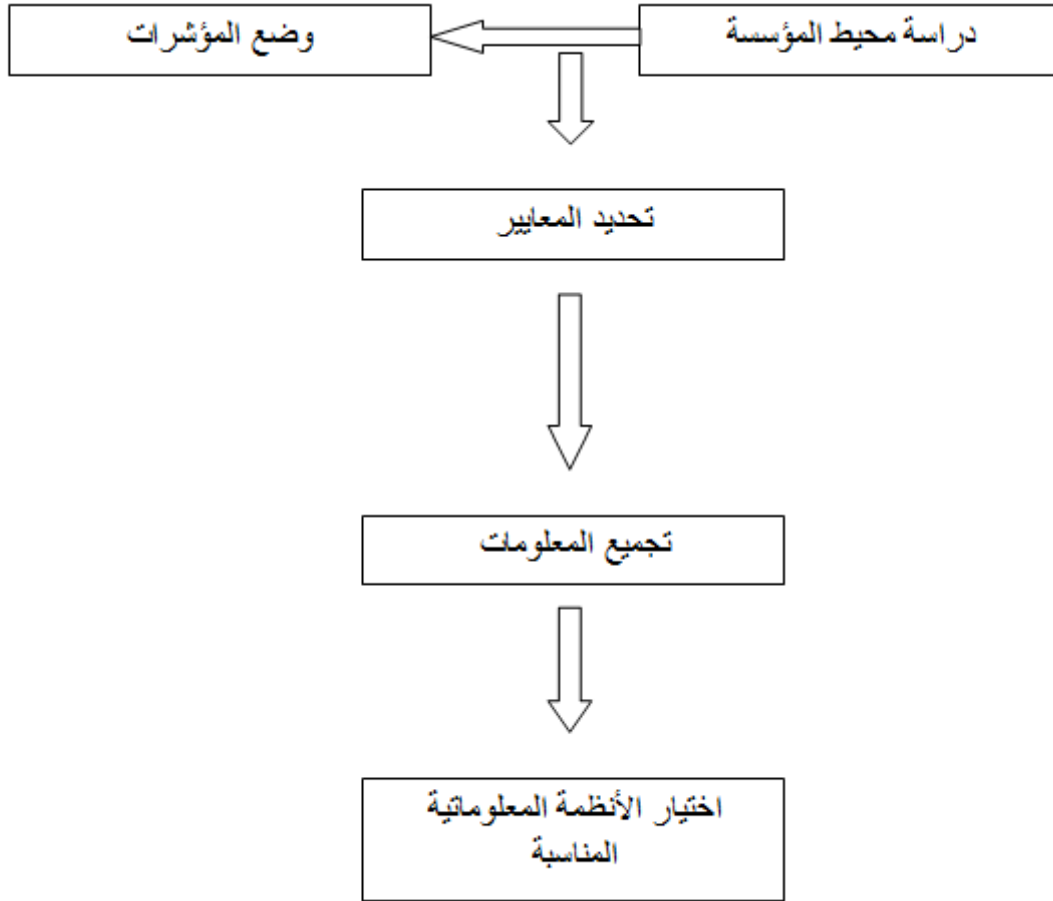 دراسة محيط المؤسسة
وضع المؤشرات
تحديد المعايير
تجميع المعلومات
اختيار الأنظمة المعلوماتية
المناسبة